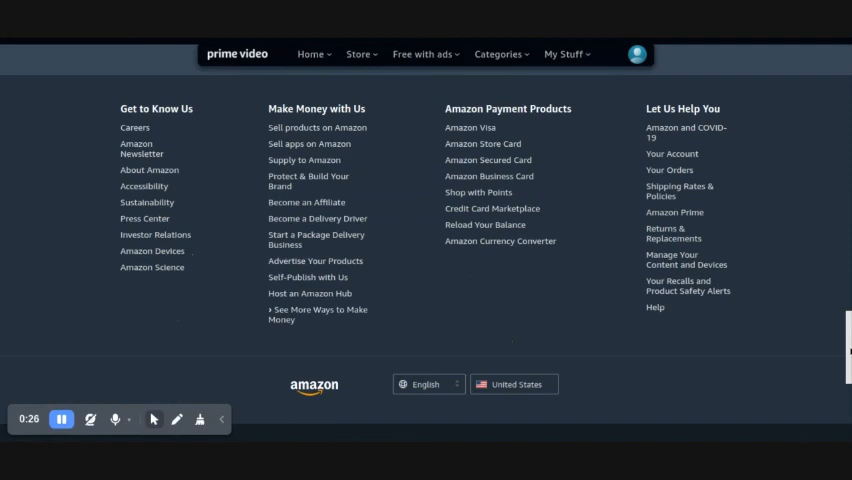 prime video Home Store Free with ads Categories My Stuff
Get to Know Us
Careers
Amazon
Newsletter
About Amazon
Accessibility
Sustainability
Press Center
Investor Relations
Amazon Devices
Amazon Science
Make Money with Us
Sell products on Amazon
Sell apps on Amazon
Supply to Amazon
Protect & Build Your
Brand
Become an Affiliate
Become a Delivery Driver
Start a Package Delivery
Business
Advertise Your Products
Self-Publish with Us
Host an Amazon Hub
› See More Ways to Make
Money
Amazon Payment Products
Amazon Visa
Amazon Store Card
Amazon Secured Card
Amazon Business Card
Shop with Points
Credit Card Marketplace
Reload Your Balance
Amazon Currency Converter
Let Us Help You
Amazon and COVID-
19
Your Account
Your Orders
Shipping Rates &
Policies
Amazon Prime
Returns &
Replacements
Manage Your
Content and Devices
Your Recalls and
Product Safety Alerts
Help
amazon English United States
0:26